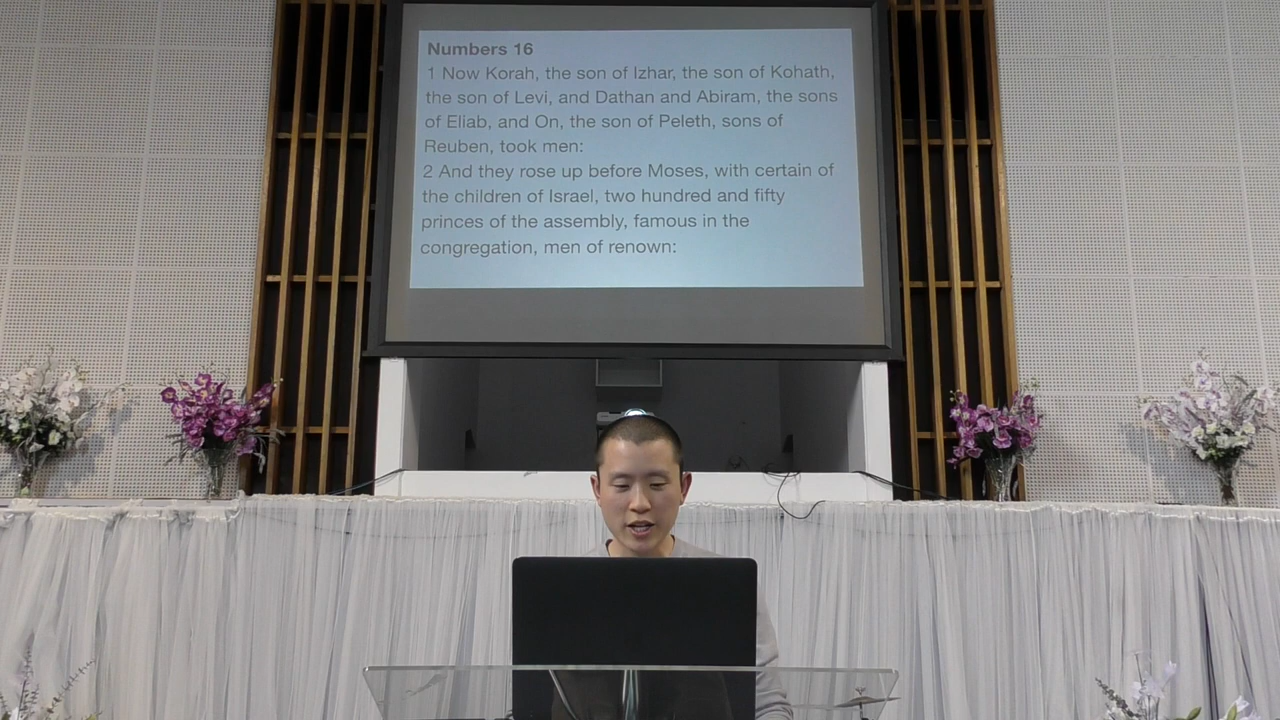 Numbers 16
1 Now Korah, the son of Izhar, the son of Kohath,
the son of Levi, and Dathan and Abiram, the sons
of Eliab, and On, the son of Peleth, sons of
Reuben, took men:
2 And they rose up before Moses, with certain of
the children of Israel, two hundred and fifty
princes of the assembly, famous in the
congregation, men of renown: